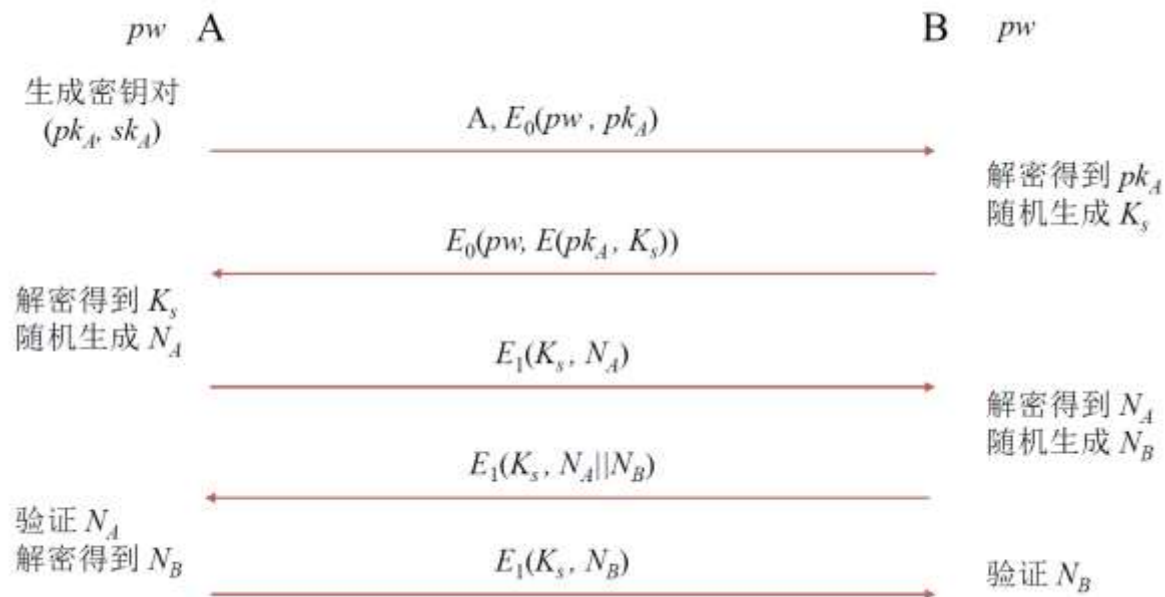 pw A B pw
生成密钥对
(pk_A, sk_A)
A, E_0(pw , pk_A)
解密得到 pk_A
随机生成 K_s
E_0(pw, E(pk_A, K_s))
解密得到 K_s
随机生成 N_A
E_1(K_s, N_A)
解密得到 N_A
随机生成 N_B
E_1(K_s, N_A||N_B)
验证 N_A
解密得到 N_B
E_1(K_s, N_B)
验证 N_B